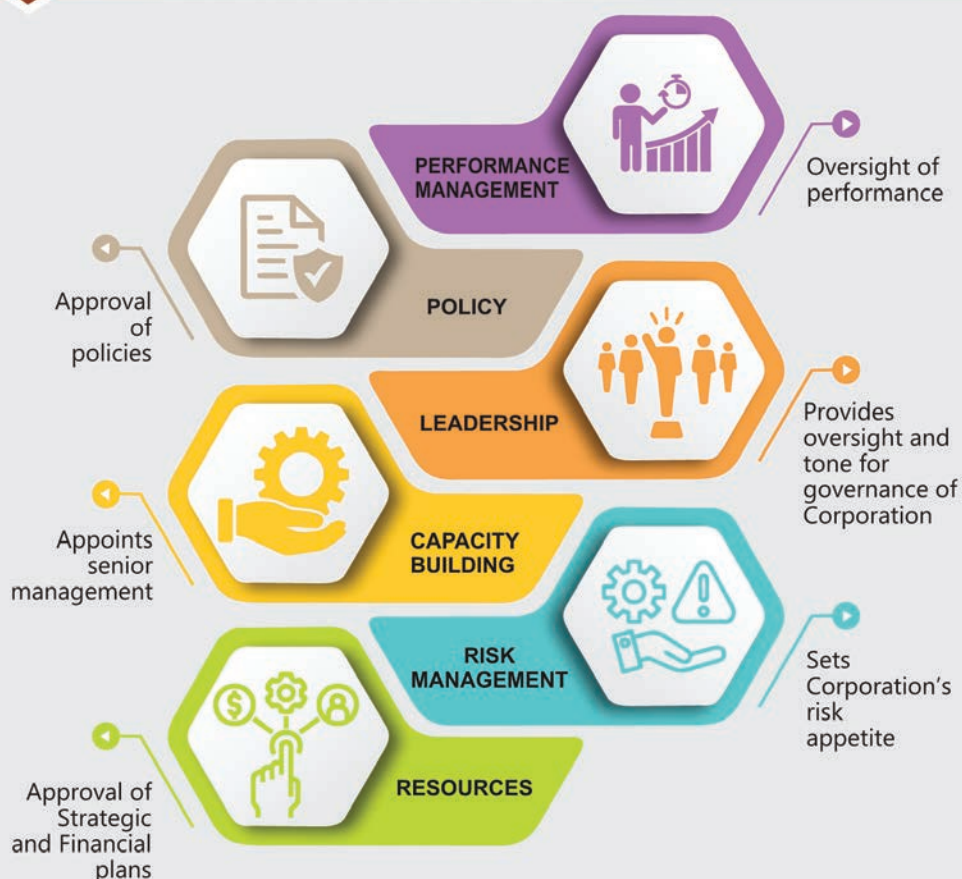 PERFORMANCE
MANAGEMENT
Oversight of
performance
POLICY
Approval
of
policies
LEADERSHIP
Provides
oversight and
tone for
governance of
Corporation
CAPACITY
BUILDING
Appoints
senior
management
RISK
MANAGEMENT
Sets
Corporation's
risk
appetite
RESOURCES
Approval of
Strategic
and Financial
plans